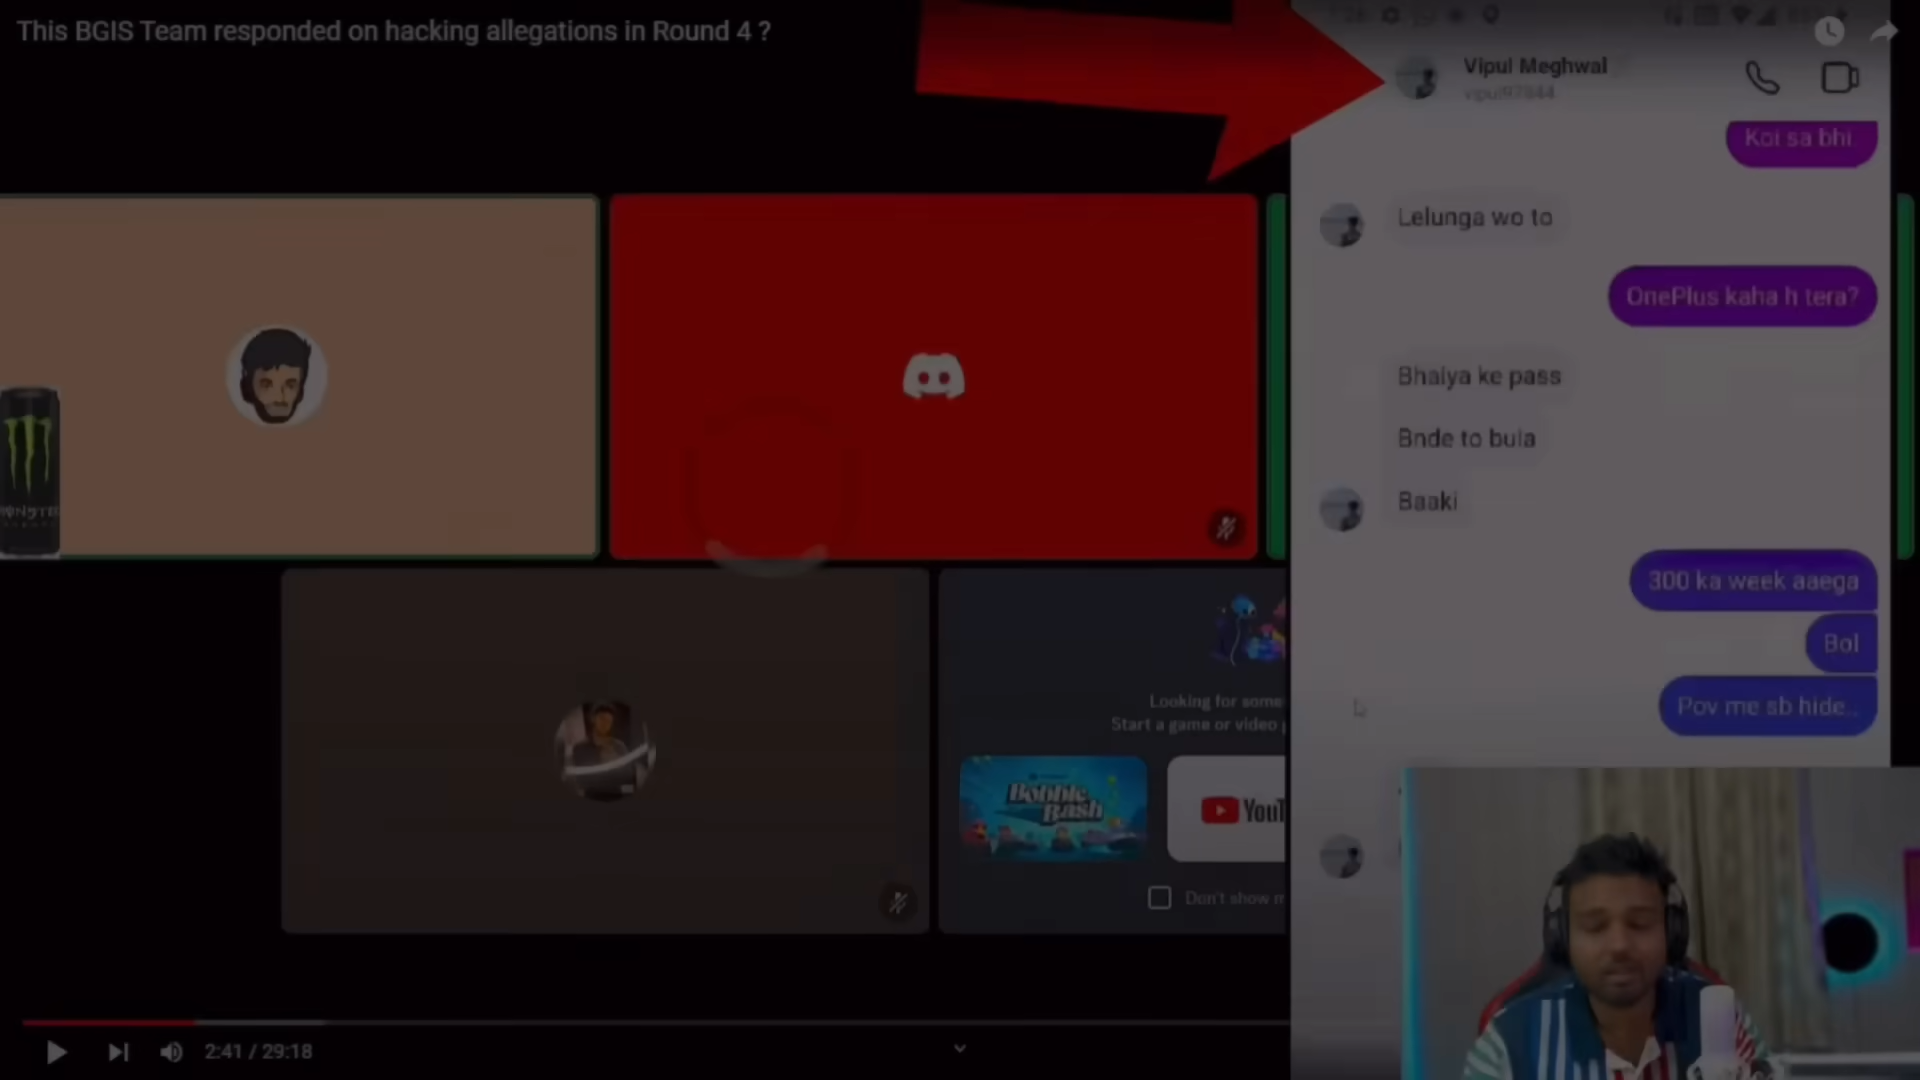 This BGIS Team responded on hacking allegations in Round 4 ?
Vipul Meghwal
vipul97844
Koi sa bhi
Lelunga wo to
OnePlus kaha h tera?
Bhaiya ke pass
Bnde to bula
Baaki
300 ka week aaega
Bol
Pov me sb hide..
Looking for some
Start a game or video
Bobble
Bash
YouT
Don't show m
2:41 / 29:18